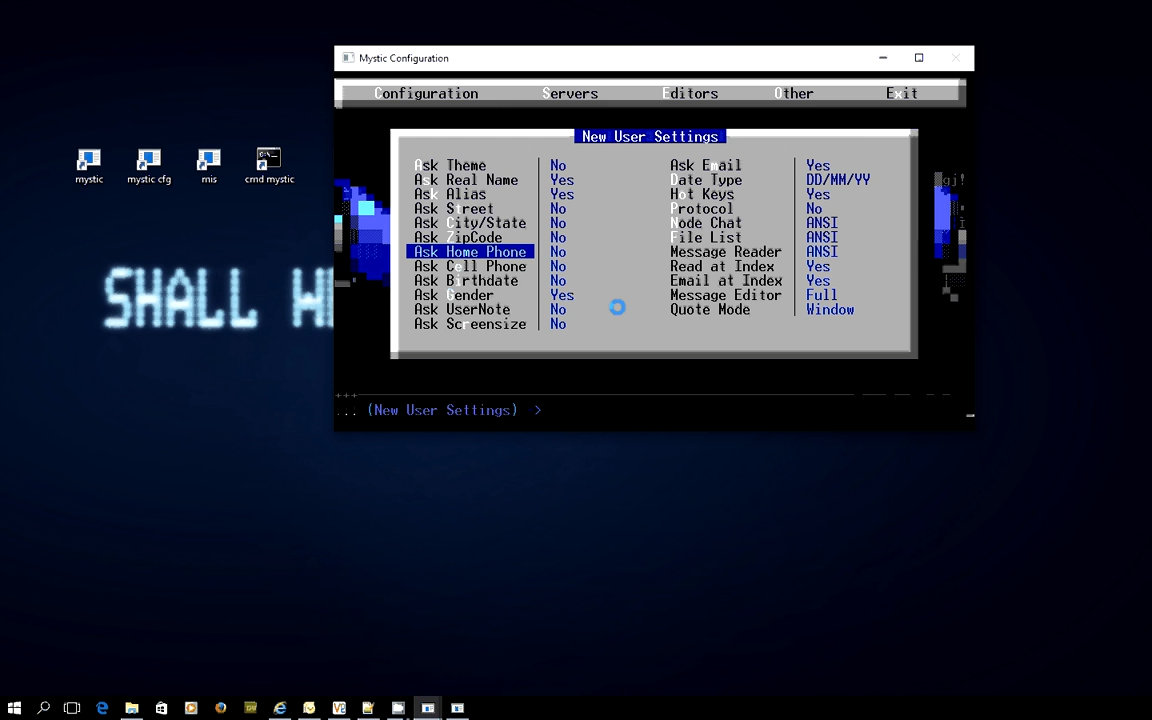 Mystic Configuration
Configuration Servers Editors Other Exit
New User Settings
Ask Theme No Ask Email Yes
Ask Real Name Yes Date Type DD/MM/YY
Ask Alias Yes Hot Keys Yes
Ask Street No Protocol No
Ask City/State No Node Chat ANSI
Ask ZipCode No File List ANSI
Ask Home Phone No Message Reader ANSI
Ask Cell Phone No Read at Index Yes
Ask Birthdate No Email at Index Yes
Ask Gender Yes Message Editor Full
Ask UserNote No Quote Mode Window
Ask Screensize No
gj!
+++
... (New User Settings) >
mystic
mystic cfg
mis
cmd mystic
SHALL